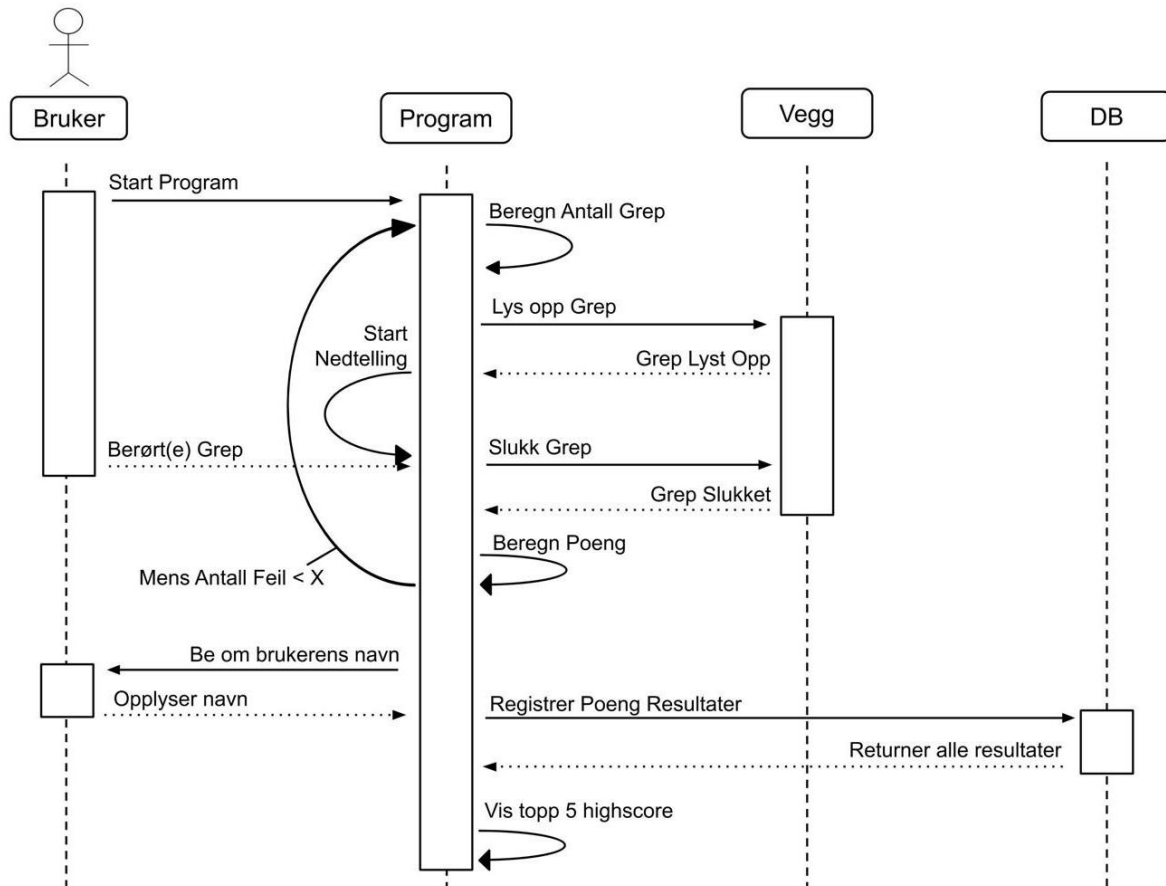 Bruker
Program
Vegg
DB
Start Program
Beregn Antall Grep
Lys opp Grep
Start
Nedtelling
Grep Lyst Opp
Berørt(e) Grep
Slukk Grep
Grep Slukket
Beregn Poeng
Mens Antall Feil < X
Be om brukerens navn
Opplyser navn
Registrer Poeng Resultater
Returner alle resultater
Vis topp 5 highscore